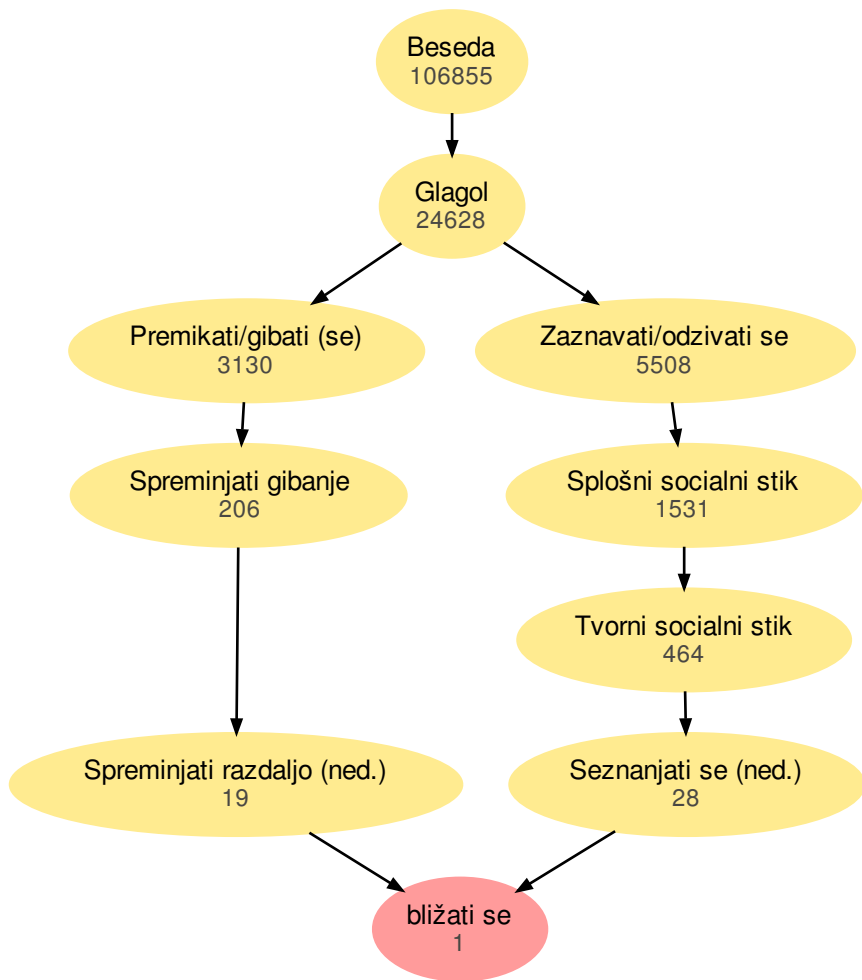 Beseda
106855
Glagol
24628
Premikati/gibati (se)
3130
Zaznavati/odzivati se
5508
Spreminjati gibanje
206
Splošni socialni stik
1531
Tvorni socialni stik
464
Spreminjati razdaljo (ned.)
19
Seznanjati se (ned.)
28
bližati se
1